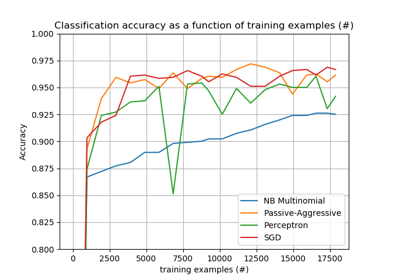 Classification accuracy as a function of training examples (#)
1.000
0.975
0.950
0.925
0.900
0.875
0.850
0.825
0.800
Accuracy
NB Multinomial
Passive-Aggressive
Perceptron
SGD
0 2500 5000 7500 10000 12500 15000 17500
training examples (#)